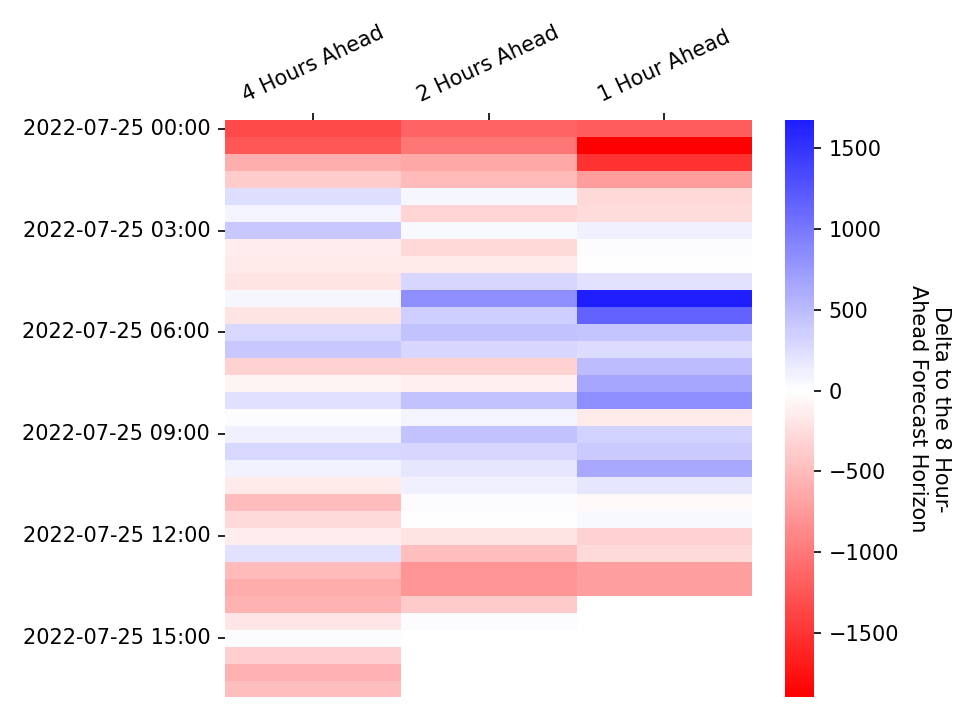 4 Hours Ahead
2 Hours Ahead
1 Hour Ahead
2022-07-25 00:00
2022-07-25 03:00
2022-07-25 06:00
2022-07-25 09:00
2022-07-25 12:00
2022-07-25 15:00
1500
1000
500
0
−500
−1000
−1500
Delta to the 8 Hour-
Ahead Forecast Horizon